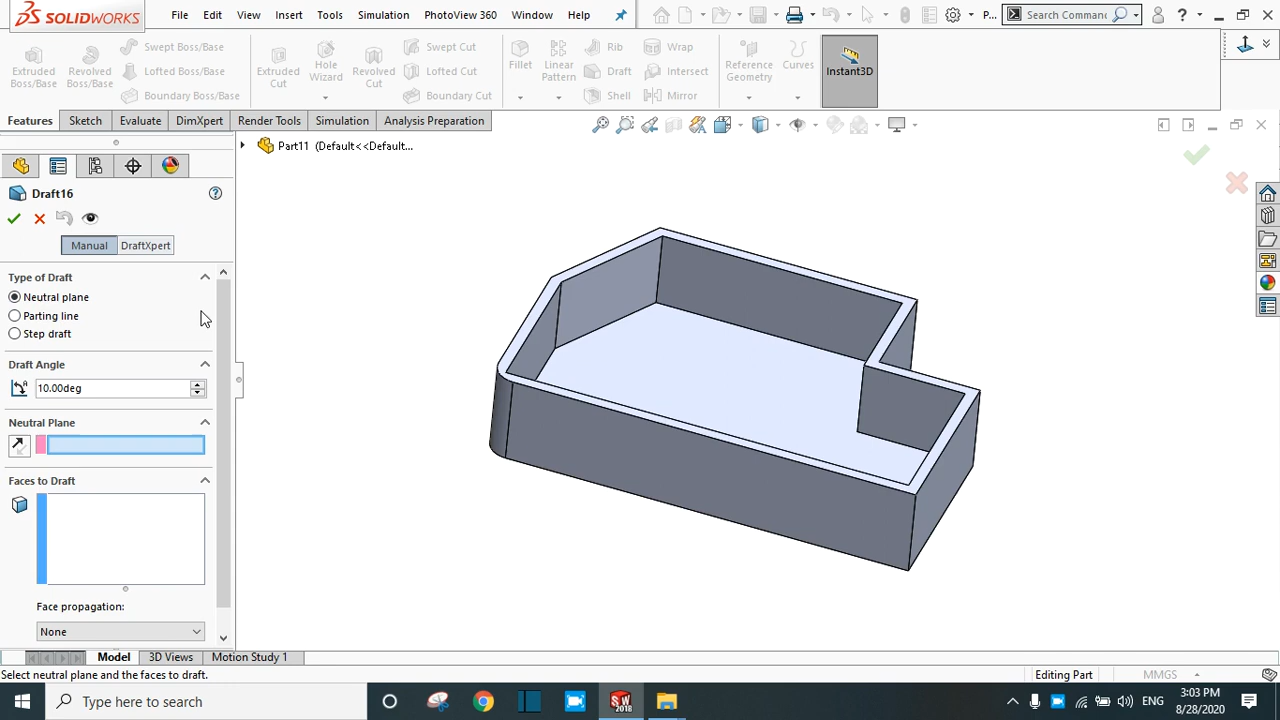 SOLIDWORKS File Edit View Insert Tools Simulation PhotoView 360 Window Help P... Search Commanc ?
Extruded Boss/Base Revolved Boss/Base Swept Boss/Base Lofted Boss/Base Boundary Boss/Base Extruded Cut Hole Wizard Revolved Cut Swept Cut Lofted Cut Boundary Cut Fillet Linear Pattern Rib Draft Shell Wrap Intersect Mirror Reference Geometry Curves Instant3D
Features Sketch Evaluate DimXpert Render Tools Simulation Analysis Preparation
Part11 (Default<<Default...
Draft16 ?
Manual DraftXpert
Type of Draft
Neutral plane
Parting line
Step draft
Draft Angle
10.00deg
Neutral Plane
Faces to Draft
Face propagation:
None
Model 3D Views Motion Study 1
Select neutral plane and the faces to draft. Editing Part MMGS
Type here to search SW 2018 ENG 3:03 PM
8/28/2020